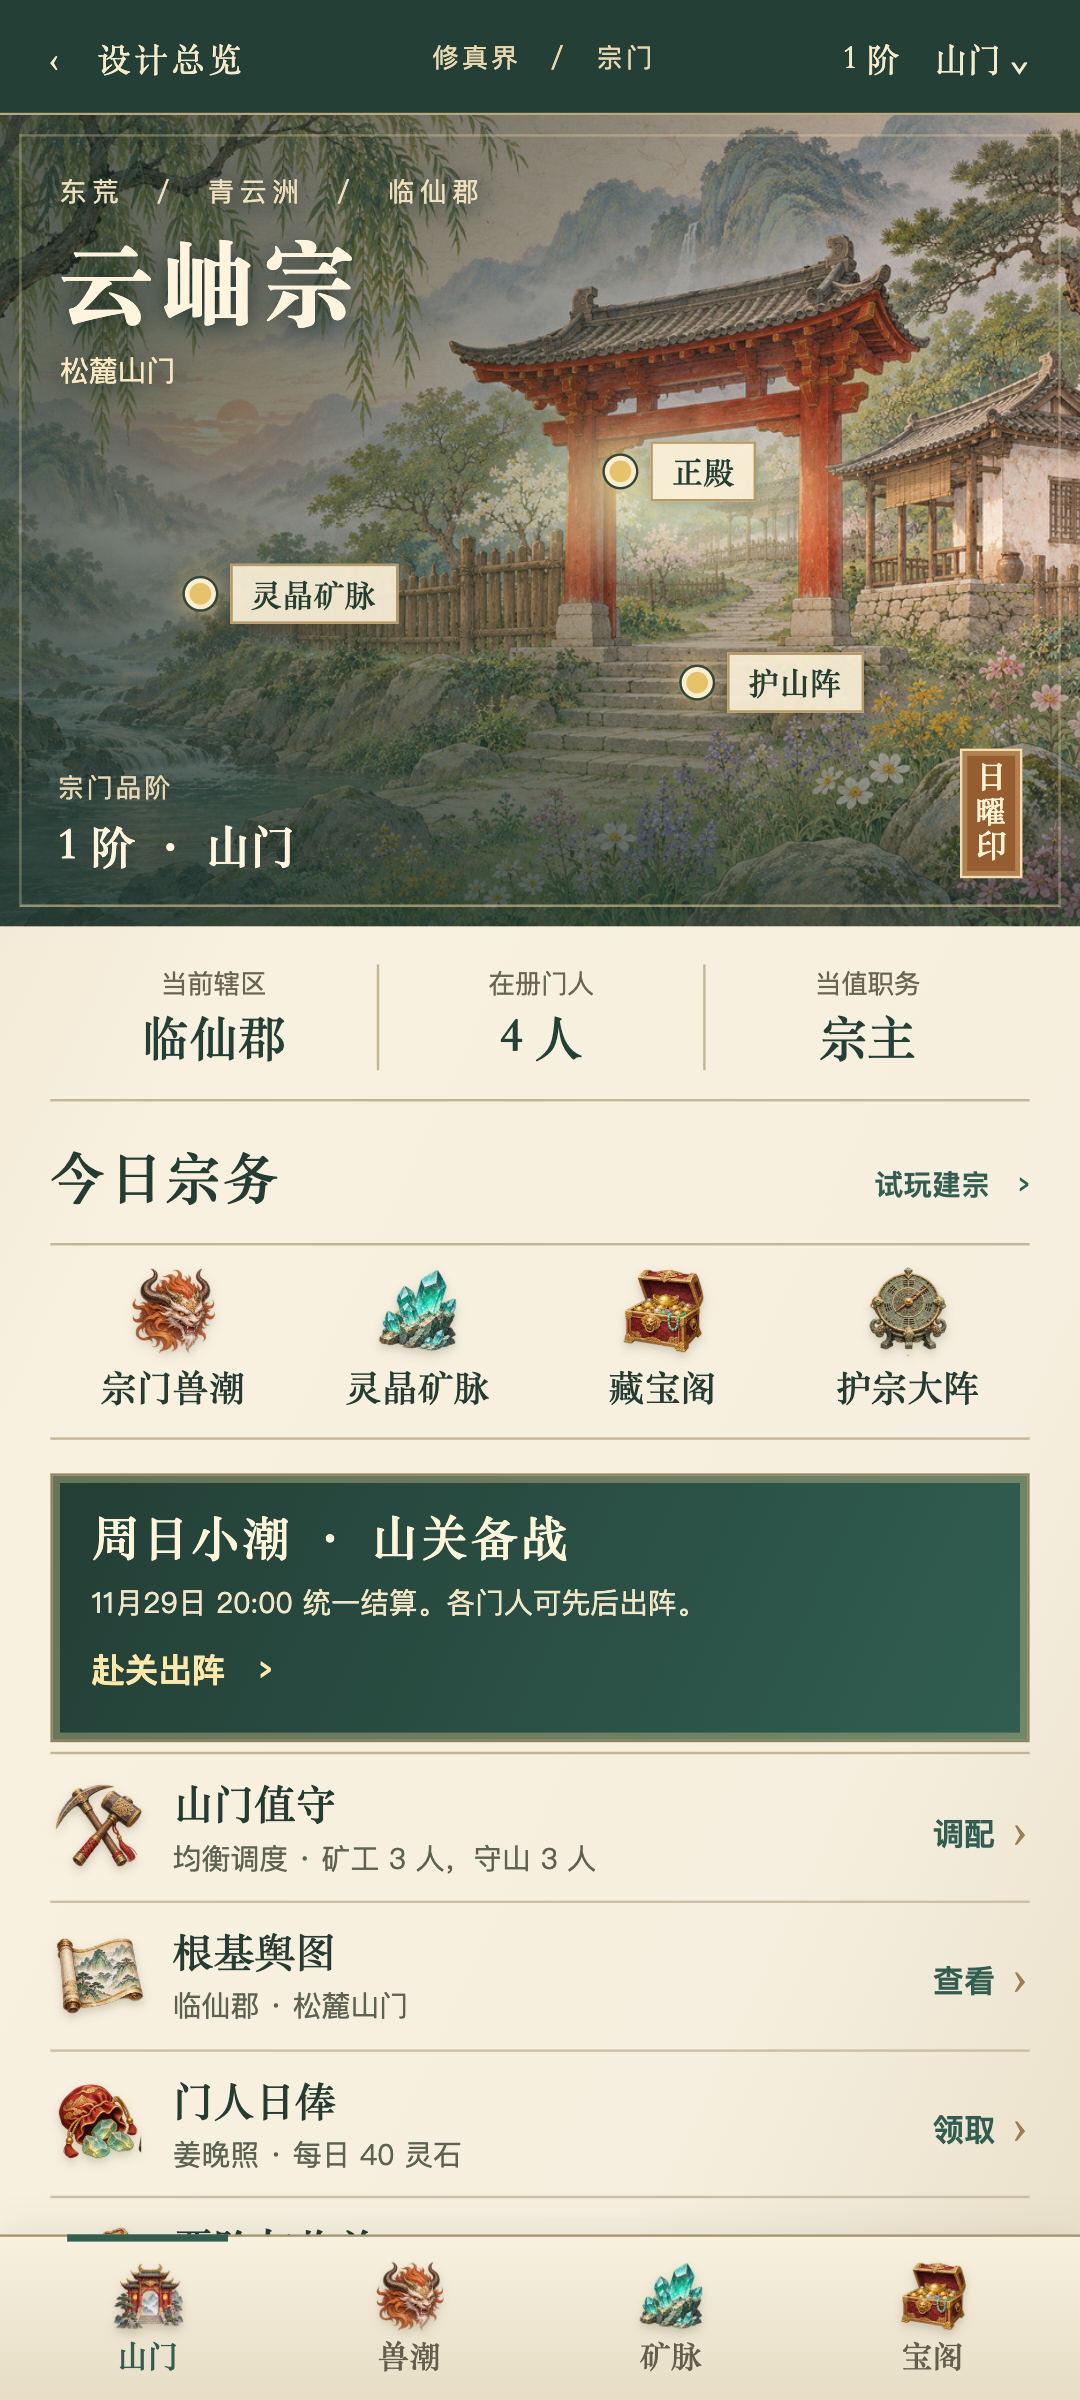 ‹ 设计总览 修真界 / 宗门 1 阶 山门
东荒 / 青云洲 / 临仙郡
云岫宗
松麓山门
正殿
灵晶矿脉
护山阵
日曜印
宗门品阶
1 阶 · 山门
当前辖区 在册门人 当值职务
临仙郡 4 人 宗主
今日宗务 试玩建宗 ›
宗门兽潮 灵晶矿脉 藏宝阁 护宗大阵
周日小潮 · 山关备战
11月29日 20:00 统一结算。各门人可先后出阵。
赴关出阵 ›
山门值守
均衡调度 · 矿工 3 人，守山 3 人
调配 ›
根基舆图
临仙郡 · 松麓山门
查看 ›
门人日俸
姜晚照 · 每日 40 灵石
领取 ›
山门 兽潮 矿脉 宝阁